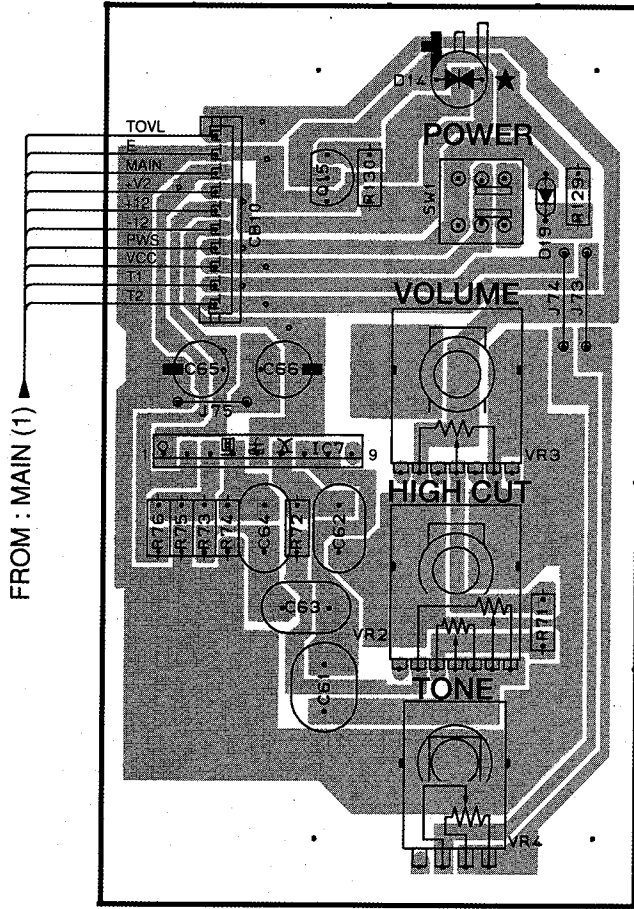 D14
★
POWER
TOVL
E
MAIN
+V2
+12
-12
PWS
VCC
T1
T2
CB10
Q15
R130
SW1
D19
R129
VOLUME
J74
J73
C65
C66
J75
FROM : MAIN (1)
1
IC7
9
VR3
HIGH CUT
R76
R75
R73
R74
C64
R72
C62
C63
VR2
R71
C61
TONE
VR4